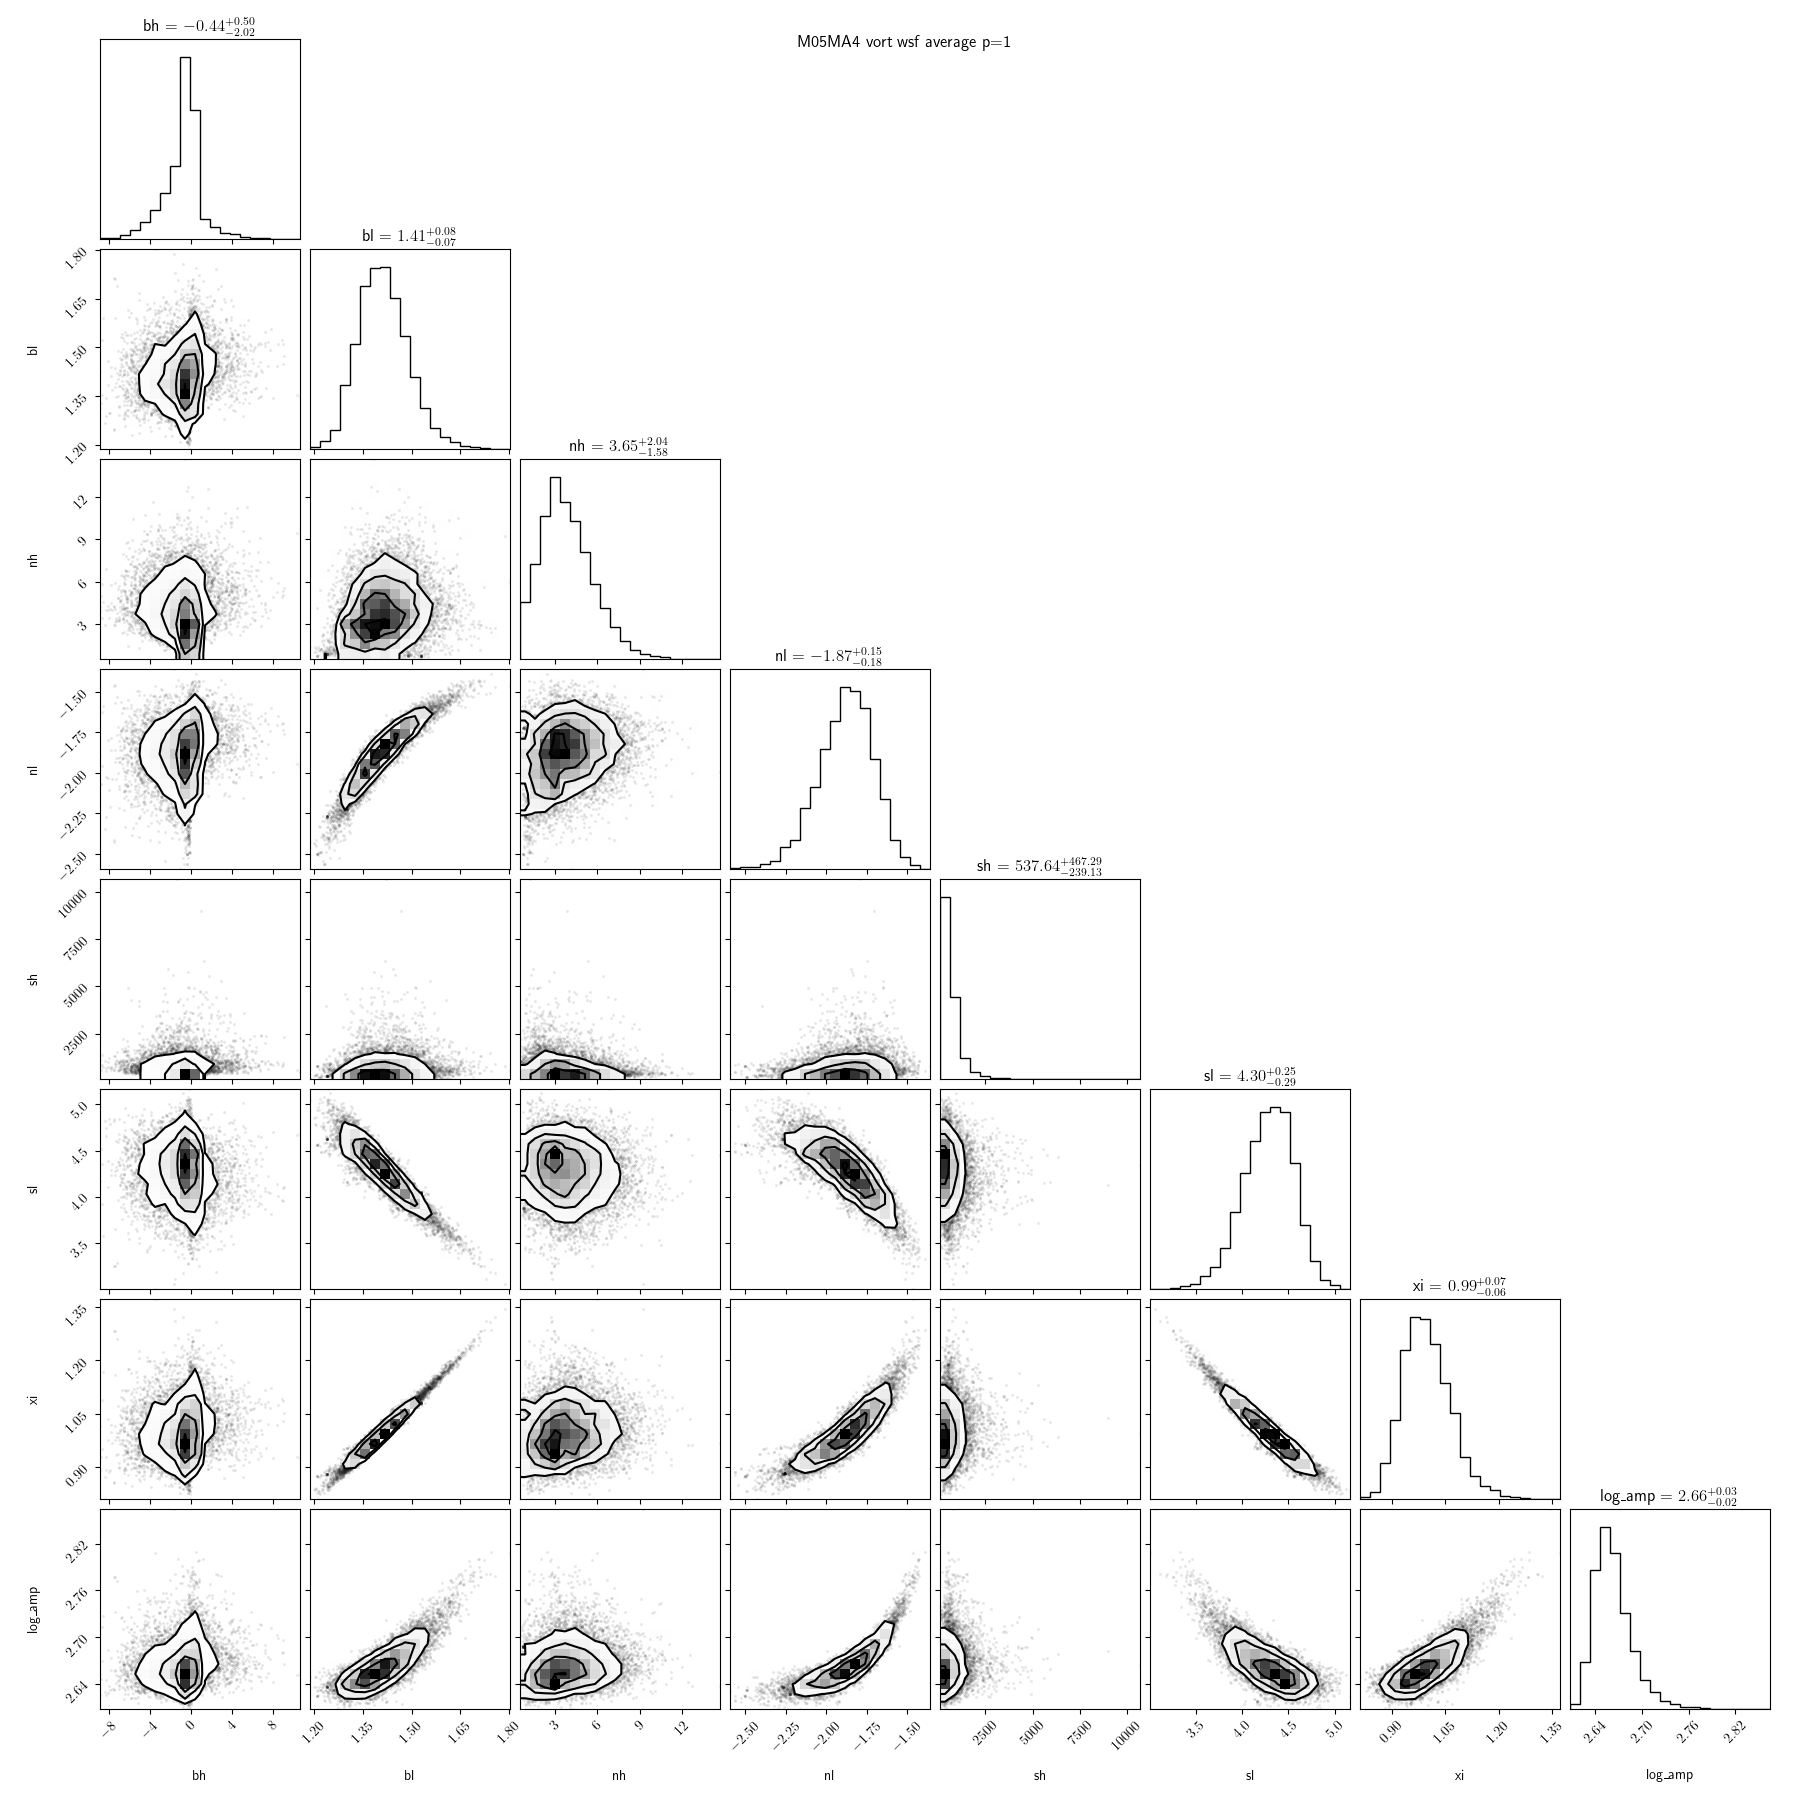 bh = −0.44+0.50 −2.02
M05MA4 vort wsf average p=1
bl = 1.41+0.08 −0.07
1.80
1.65
1.50
1.35
1.20
bl
nh = 3.65+2.04 −1.58
12
9
6
3
nh
nl = −1.87+0.15 −0.18
−1.50
−1.75
−2.00
−2.25
−2.50
nl
sh = 537.64+467.29 −239.13
10000
7500
5000
2500
sh
sl = 4.30+0.25 −0.29
5.0
4.5
4.0
3.5
sl
xi = 0.99+0.07 −0.06
1.35
1.20
1.05
0.90
xi
log_amp = 2.66+0.03 −0.02
2.82
2.76
2.70
2.64
log_amp
−8 −4 0 4 8 1.20 1.35 1.50 1.65 1.80 3 6 9 12 −2.50 −2.25 −2.00 −1.75 −1.50 2500 5000 7500 10000 3.5 4.0 4.5 5.0 0.90 1.05 1.20 1.35 2.64 2.70 2.76 2.82
bh bl nh nl sh sl xi log_amp